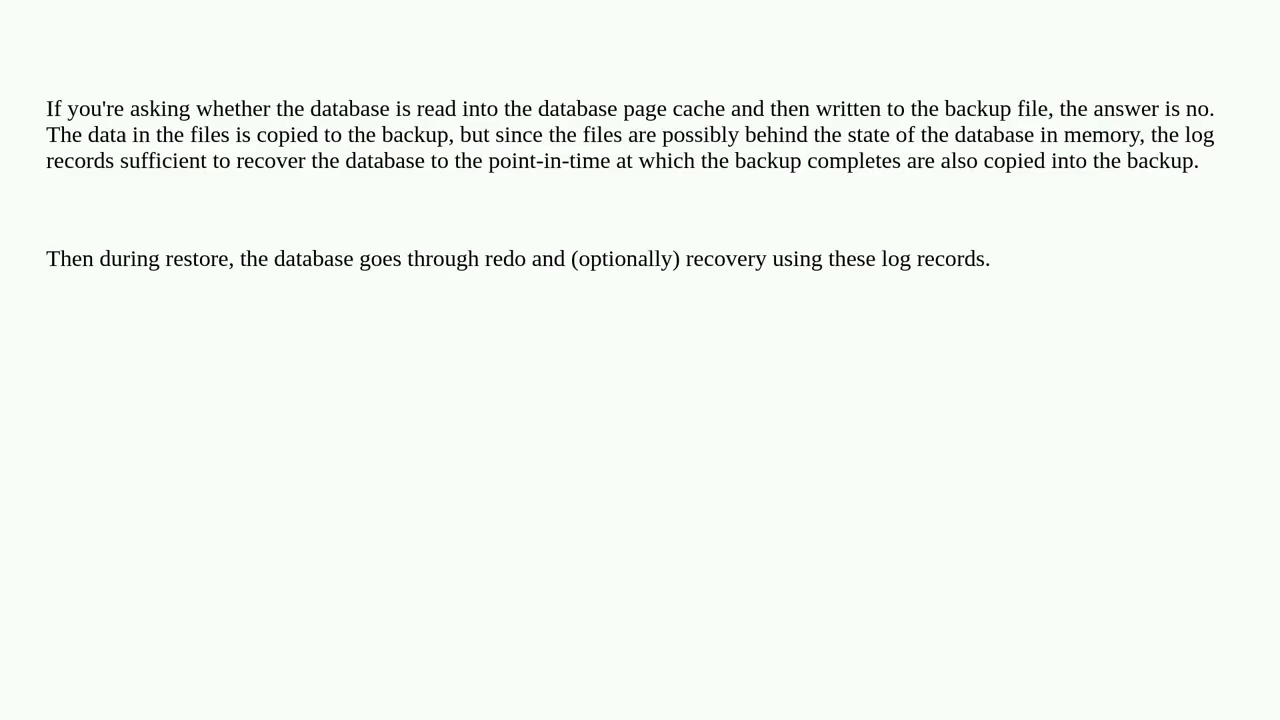 If you're asking whether the database is read into the database page cache and then written to the backup file, the answer is no.
The data in the files is copied to the backup, but since the files are possibly behind the state of the database in memory, the log
records sufficient to recover the database to the point-in-time at which the backup completes are also copied into the backup.
Then during restore, the database goes through redo and (optionally) recovery using these log records.